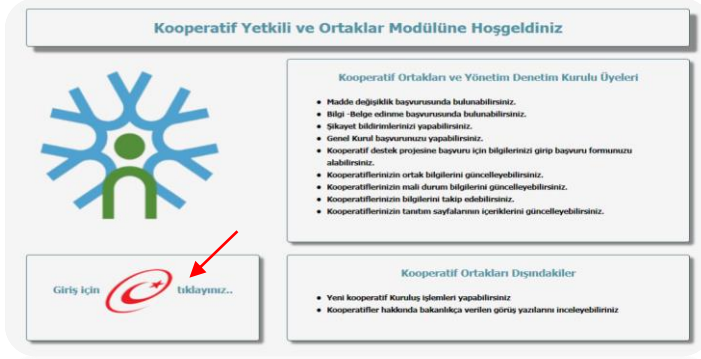 Kooperatif Yetkili ve Ortaklar Modülüne Hoşgeldiniz
Kooperatif Ortakları ve Yönetim Denetim Kurulu Üyeleri
● Madde değişiklik başvurusunda bulunabilirsiniz.
● Bilgi -Belge edinme başvurusunda bulunabilirsiniz.
● Şikayet bildirimlerinizi yapabilirsiniz.
● Genel Kurul başvurunuzu yapabilirsiniz.
● Kooperatif destek projesine başvuru için bilgilerinizi girip başvuru formunuzu
alabilirsiniz.
● Kooperatiflerinizin ortak bilgilerini güncelleyebilirsiniz.
● Kooperatiflerinizin mali durum bilgilerini güncelleyebilirsiniz.
● Kooperatiflerinizin bilgilerini takip edebilirsiniz.
● Kooperatiflerinizin tanıtım sayfalarının içeriklerini güncelleyebilirsiniz.
Giriş için tıklayınız..
Kooperatif Ortakları Dışındakiler
● Yeni kooperatif Kuruluş işlemleri yapabilirsiniz
● Kooperatifler hakkında bakanlıkça verilen görüş yazılarını inceleyebiliriniz